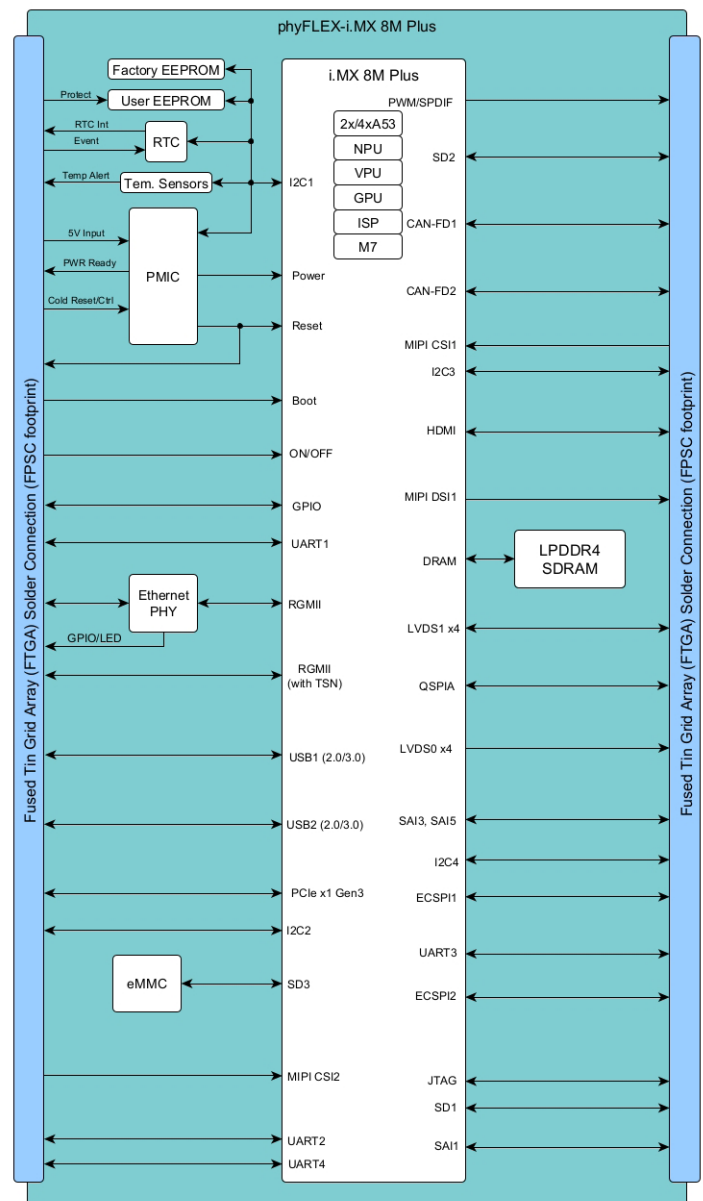 phyFLEX-i.MX 8M Plus
Fused Tin Grid Array (FTGA) Solder Connection (FPSC footprint)
Factory EEPROM
Protect
User EEPROM
RTC Int
Event
RTC
Temp Alert
Tem. Sensors
5V Input
PWR Ready
Cold Reset/Ctrl
PMIC
Ethernet
PHY
GPIO/LED
eMMC
i.MX 8M Plus
2x/4xA53
NPU
VPU
GPU
ISP
M7
I2C1
Power
Reset
Boot
ON/OFF
GPIO
UART1
RGMII
RGMII
(with TSN)
USB1 (2.0/3.0)
USB2 (2.0/3.0)
PCIe x1 Gen3
I2C2
SD3
MIPI CSI2
UART2
UART4
PWM/SPDIF
SD2
CAN-FD1
CAN-FD2
MIPI CSI1
I2C3
HDMI
MIPI DSI1
DRAM
LPDDR4
SDRAM
LVDS1 x4
QSPIA
LVDS0 x4
SAI3, SAI5
I2C4
ECSPI1
UART3
ECSPI2
JTAG
SD1
SAI1
Fused Tin Grid Array (FTGA) Solder Connection (FPSC footprint)